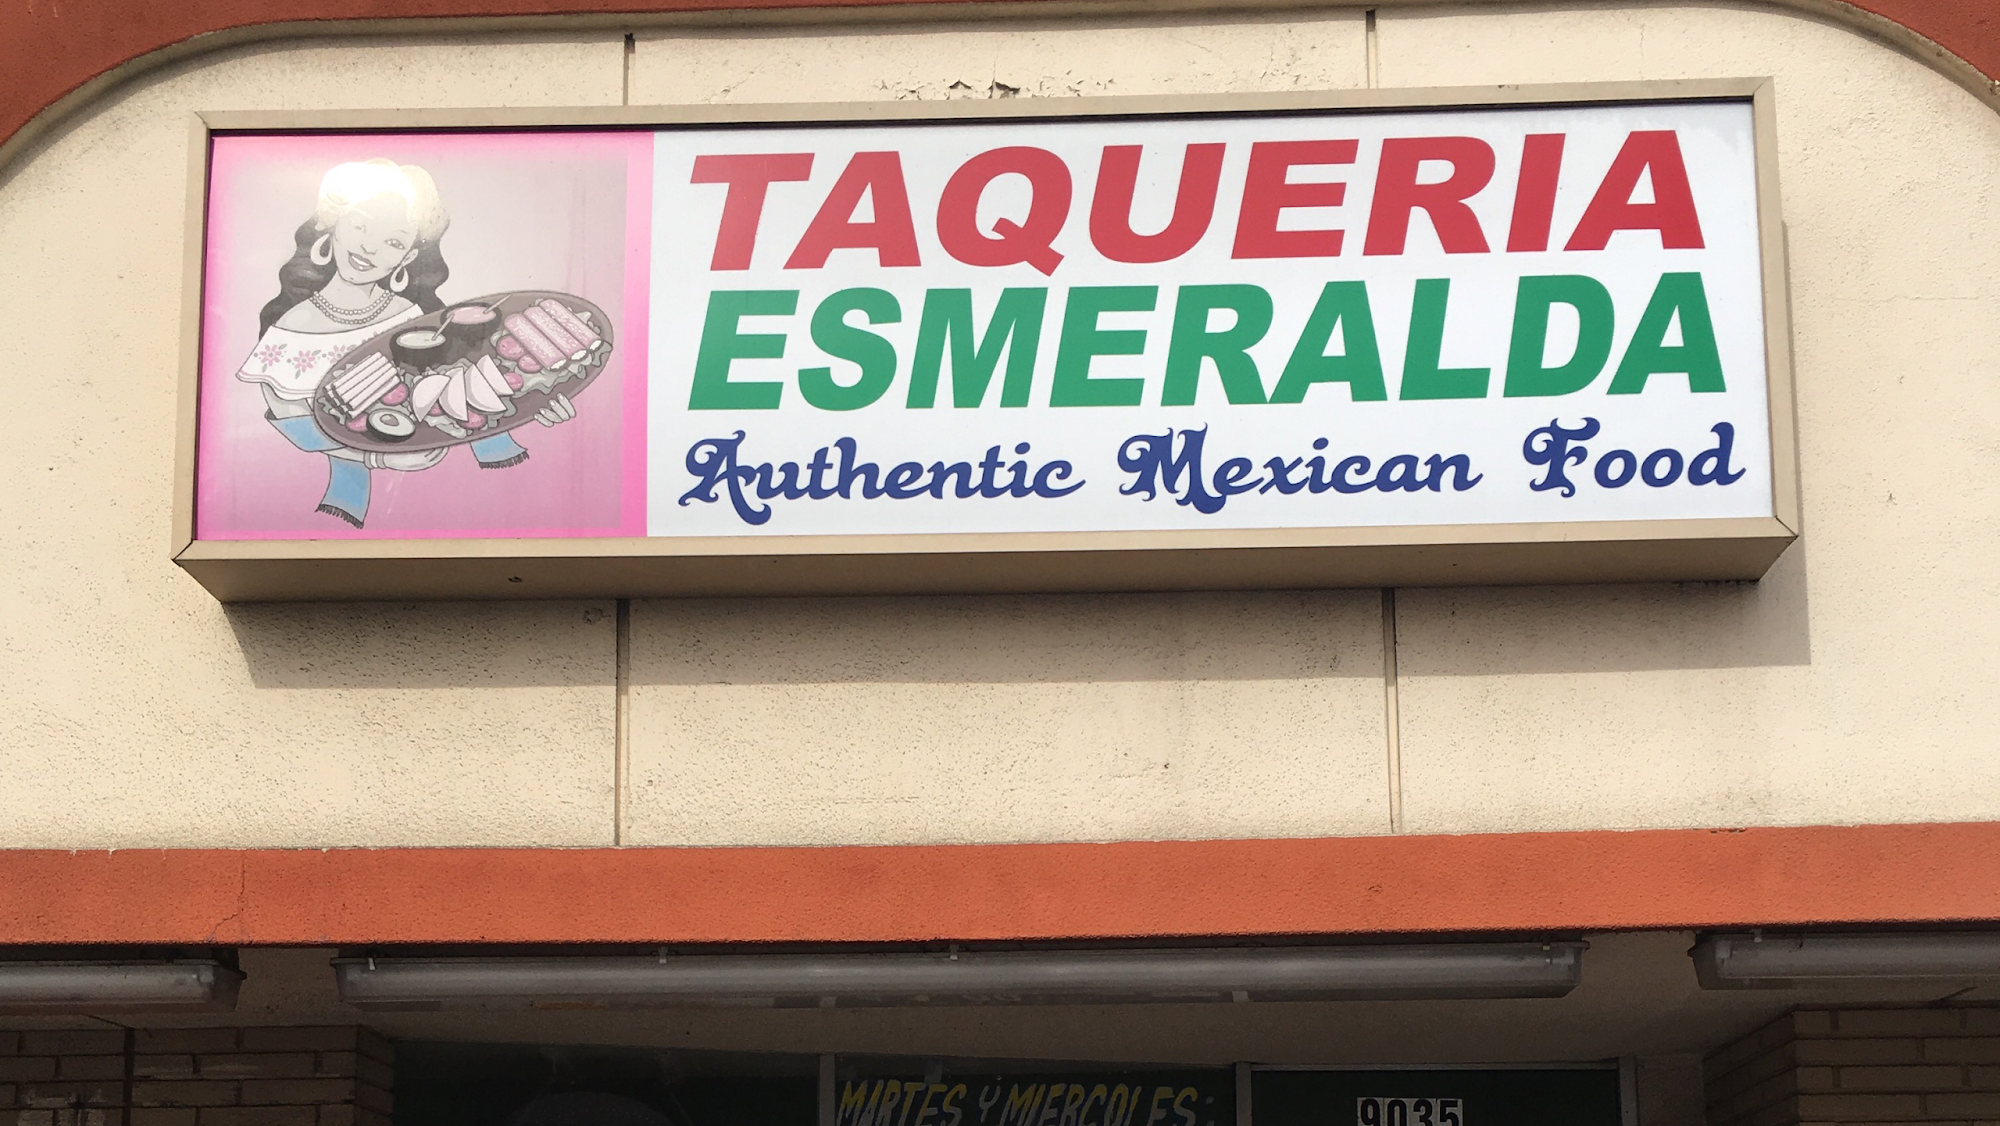 TAQUERIA
ESMERALDA
Authentic Mexican Food
MARTES Y MIERCOLES:
9035